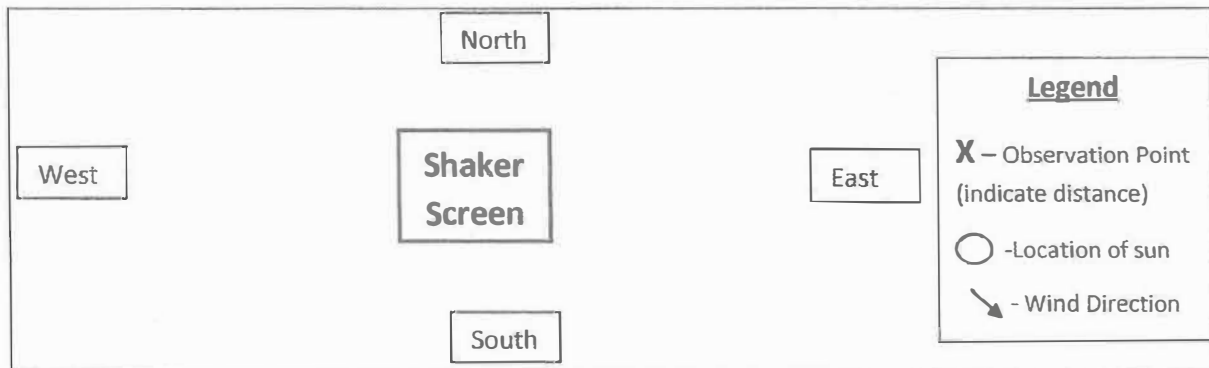 North
Legend
West
Shaker
Screen
East
X – Observation Point
(indicate distance)
-Location of sun
- Wind Direction
South